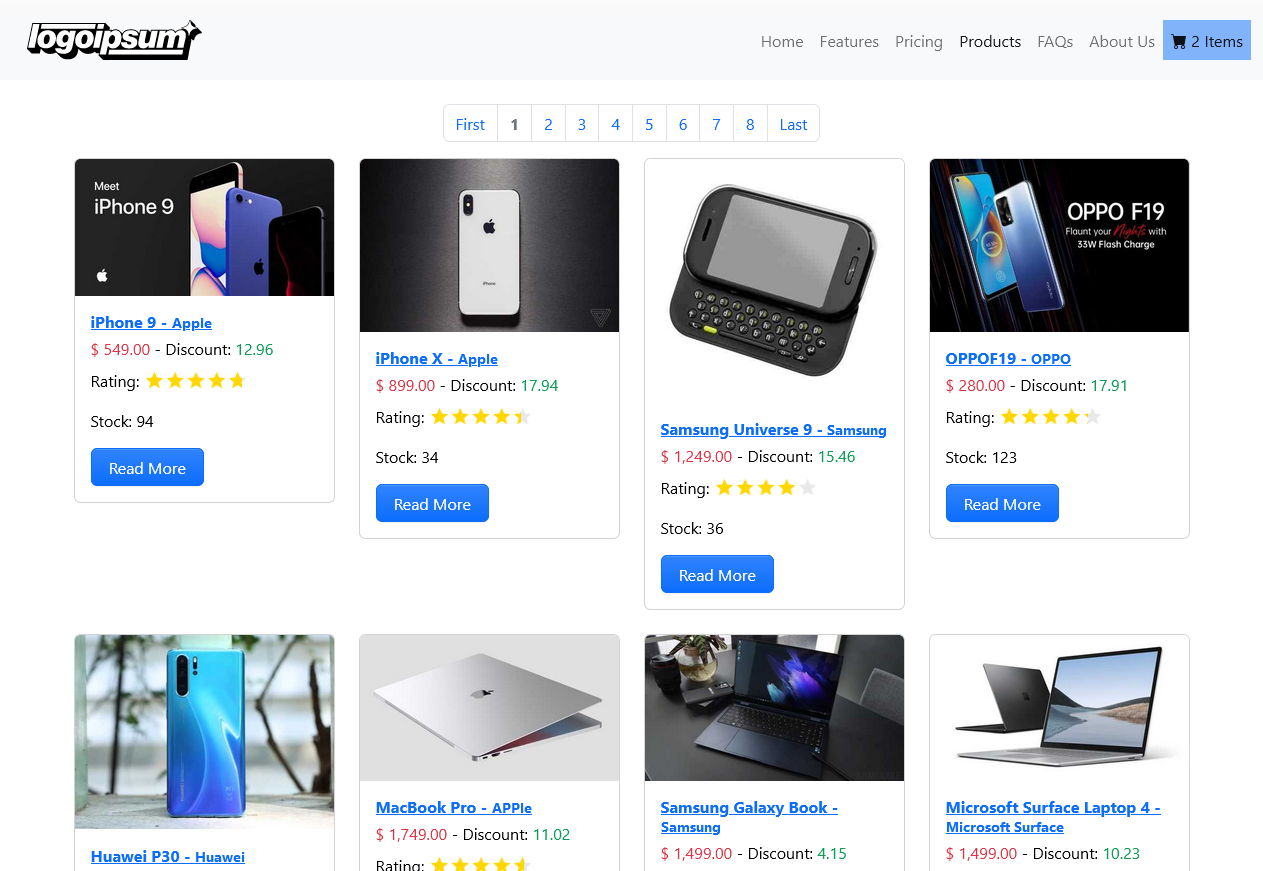 logoipsum
Home Features Pricing Products FAQs About Us 2 Items
First 1 2 3 4 5 6 7 8 Last
Meet
iPhone 9
iPhone 9 - Apple
$ 549.00 - Discount: 12.96
Rating:
Stock: 94
Read More
iPhone
iPhone X - Apple
$ 899.00 - Discount: 17.94
Rating:
Stock: 34
Read More
Samsung Universe 9 - Samsung
$ 1,249.00 - Discount: 15.46
Rating:
Stock: 36
Read More
OPPO F19
Flaunt your Nights with
33W Flash Charge
OPPOF19 - OPPO
$ 280.00 - Discount: 17.91
Rating:
Stock: 123
Read More
Huawei P30 - Huawei
MacBook Pro - APPle
$ 1,749.00 - Discount: 11.02
Rating:
Samsung Galaxy Book -
Samsung
$ 1,499.00 - Discount: 4.15
Microsoft Surface Laptop 4 -
Microsoft Surface
$ 1,499.00 - Discount: 10.23